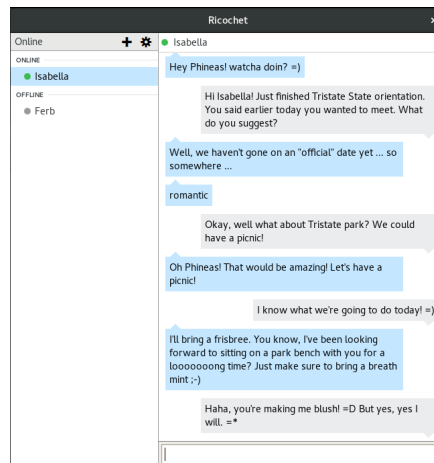 Ricochet
Online
Isabella
ONLINE
Isabella
OFFLINE
Ferb
Hey Phineas! watcha doin? =)
Hi Isabella! Just finished Tristate State orientation.
You said earlier today you wanted to meet. What
do you suggest?
Well, we haven't gone on an "official" date yet ... so
somewhere ...
romantic
Okay, well what about Tristate park? We could
have a picnic!
Oh Phineas! That would be amazing! Let's have a
picnic!
I know what we're going to do today! =)
I'll bring a frisbree. You know, I've been looking
forward to sitting on a park bench with you for a
looooooong time? Just make sure to bring a breath
mint ;-)
Haha, you're making me blush! =D But yes, yes I
will. =*